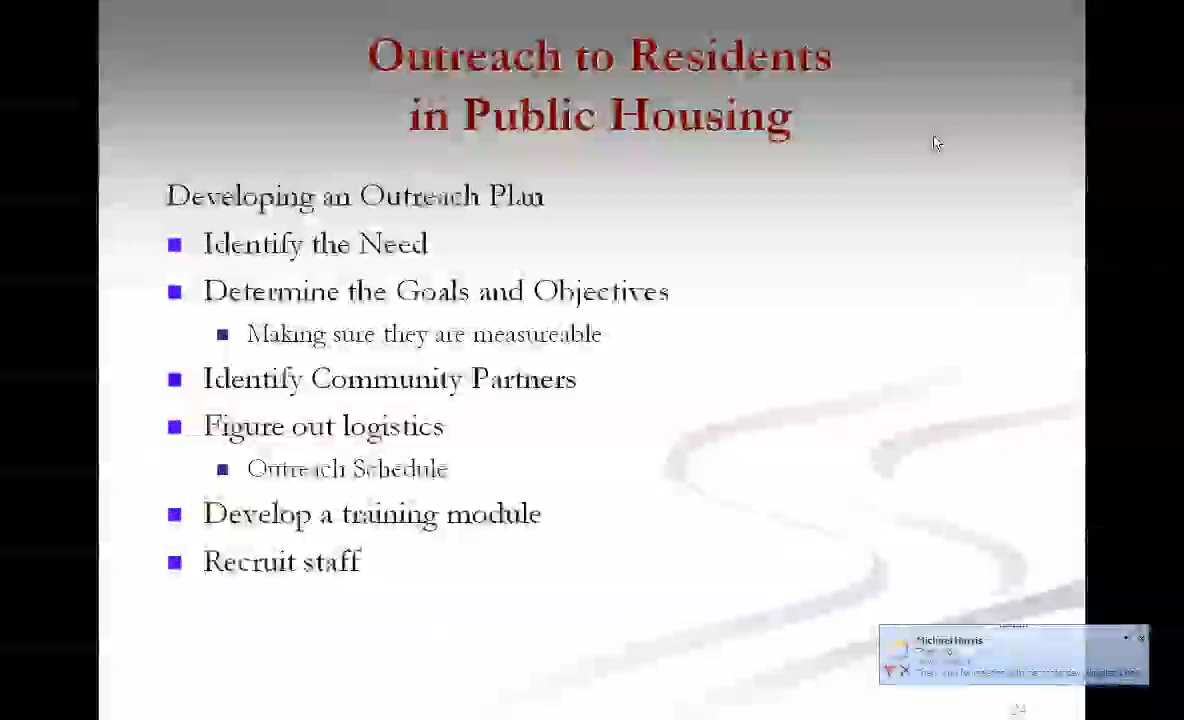 Outreach to Residents
in Public Housing
Developing an Outreach Plan
Identify the Need
Determine the Goals and Objectives
Making sure they are measureable
Identify Community Partners
Figure out logistics
Outreach Schedule
Develop a training module
Recruit staff
Michael Harris
24